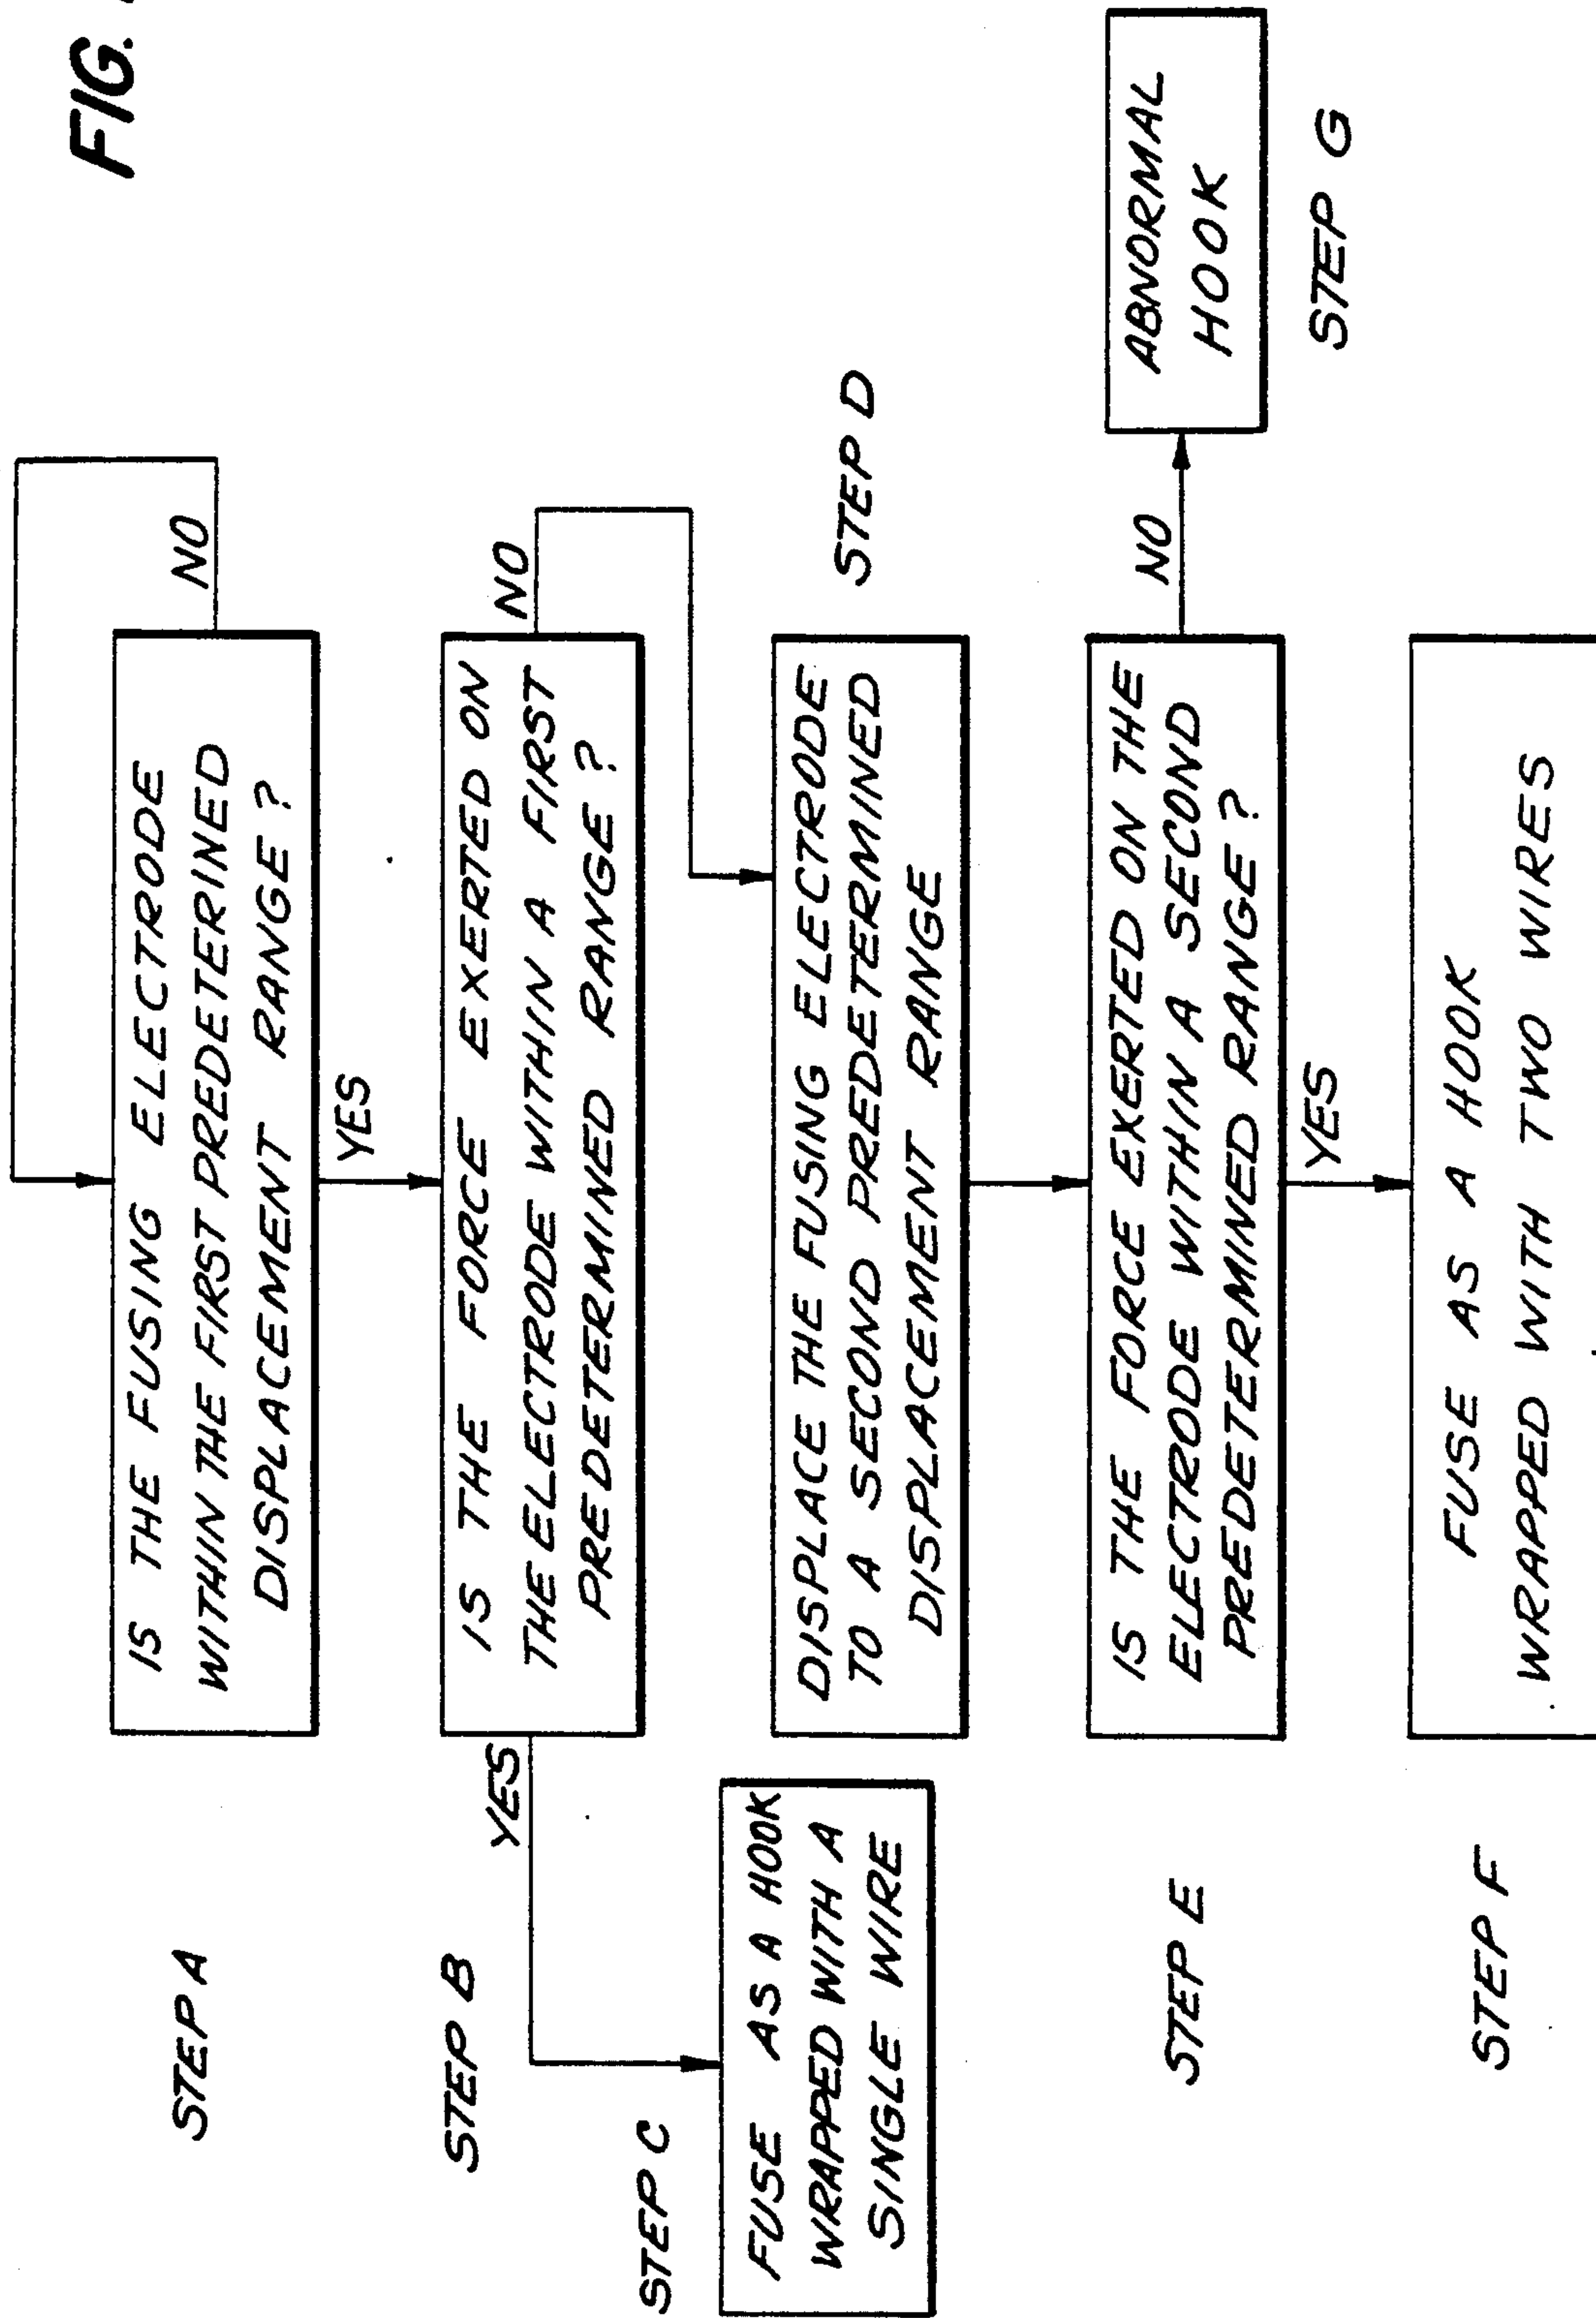 FIG.
STEP A
IS THE FUSING ELECTRODE
WITHIN THE FIRST PREDETERINED
DISPLACEMENT RANGE?
NO
YES
STEP B
IS THE FORCE EXERTED ON
THE ELECTRODE WITHIN A FIRST
PREDETERMINED RANGE?
YES
NO
STEP C
FUSE AS A HOOK
WRAPPED WITH A
SINGLE WIRE
STEP D
DISPLACE THE FUSING ELECTRODE
TO A SECOND PREDETERMINED
DISPLACEMENT RANGE
STEP E
IS THE FORCE EXERTED ON THE
ELECTRODE WITHIN A SECOND
PREDETERMINED RANGE?
NO
ABNORMAL
HOOK
STEP G
YES
STEP F
FUSE AS A HOOK
WRAPPED WITH TWO WIRES